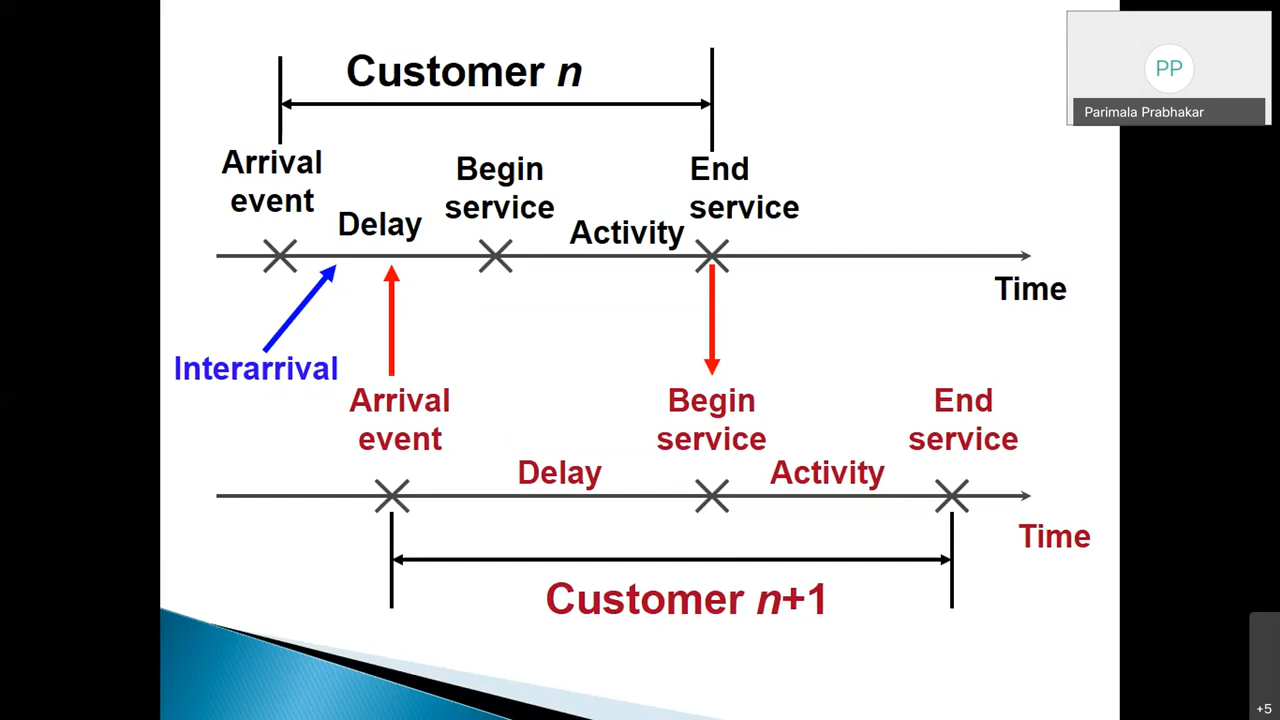 Customer n
PP
Parimala Prabhakar
Arrival
event
Delay
Begin
service
Activity
End
service
Time
Interarrival
Arrival
event
Delay
Begin
service
Activity
End
service
Time
Customer n+1
+5